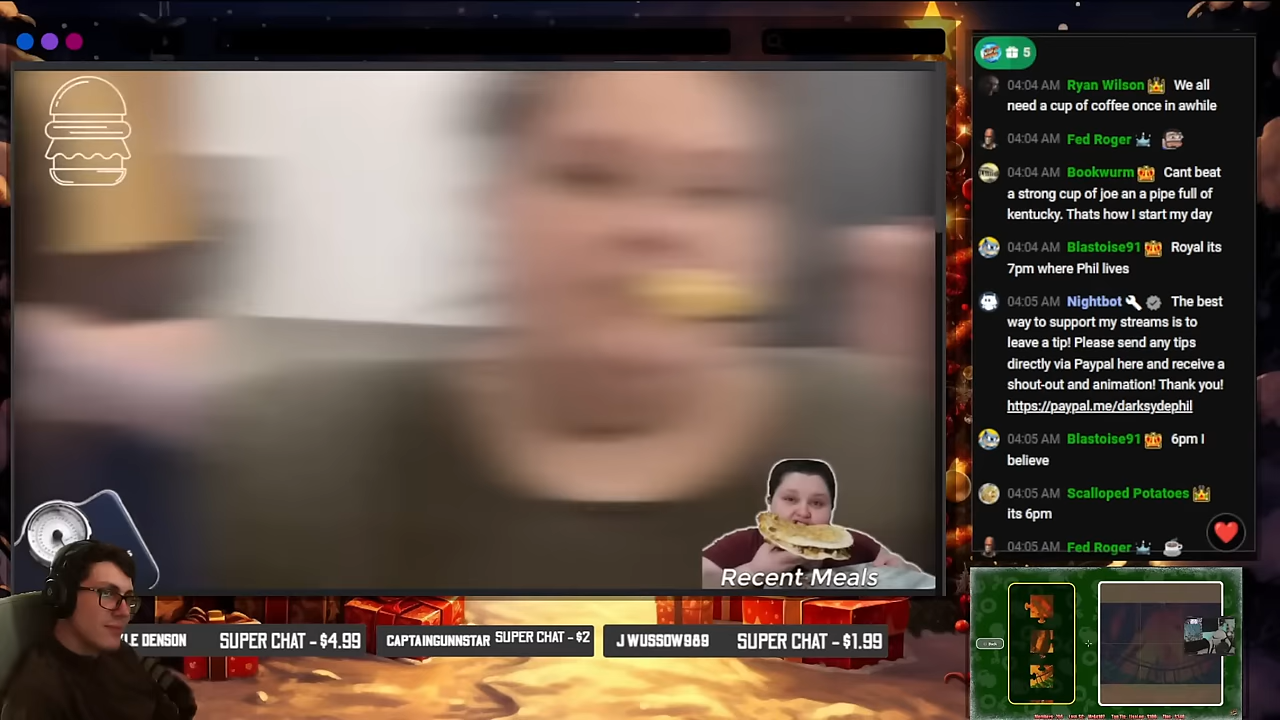 5
04:04 AM Ryan Wilson We all
need a cup of coffee once in awhile
04:04 AM Fed Roger
04:04 AM Bookwurm Cant beat
a strong cup of joe an a pipe full of
kentucky. Thats how I start my day
04:04 AM Blastoise91 Royal its
7pm where Phil lives
04:05 AM Nightbot The best
way to support my streams is to
leave a tip! Please send any tips
directly via Paypal here and receive a
shout-out and animation! Thank you!
https://paypal.me/darksydephil
04:05 AM Blastoise91 6pm I
believe
04:05 AM Scalloped Potatoes
its 6pm
04:05 AM Fed Roger
Recent Meals
LE DENSON SUPER CHAT - $4.99
CAPTAINGUNNSTAR SUPER CHAT - $2
J WUSSOW989 SUPER CHAT - $1.99